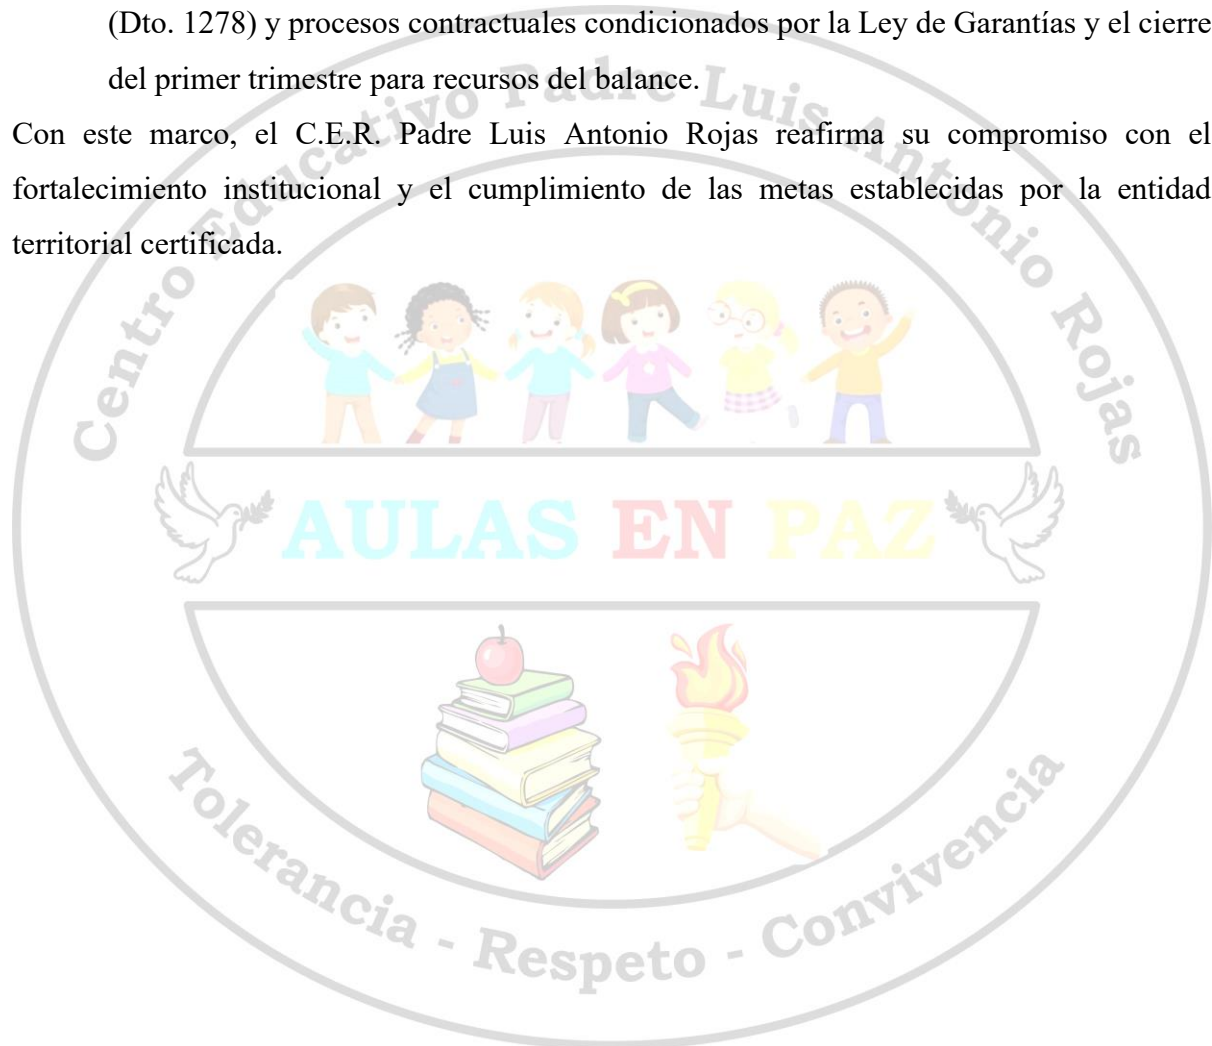 (Dto. 1278) y procesos contractuales condicionados por la Ley de Garantías y el cierre
del primer trimestre para recursos del balance.
Con este marco, el C.E.R. Padre Luis Antonio Rojas reafirma su compromiso con el
fortalecimiento institucional y el cumplimiento de las metas establecidas por la entidad
territorial certificada.
Centro Educativo Padre Luis Antonio Rojas
AULAS EN PAZ
Tolerancia - Respeto - Convivencia